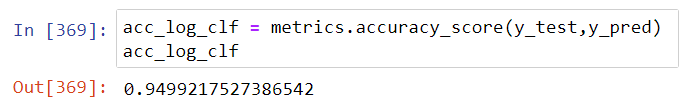 In [369]: acc_log_clf = metrics.accuracy_score(y_test,y_pred)
acc_log_clf
Out[369]: 0.9499217527386542